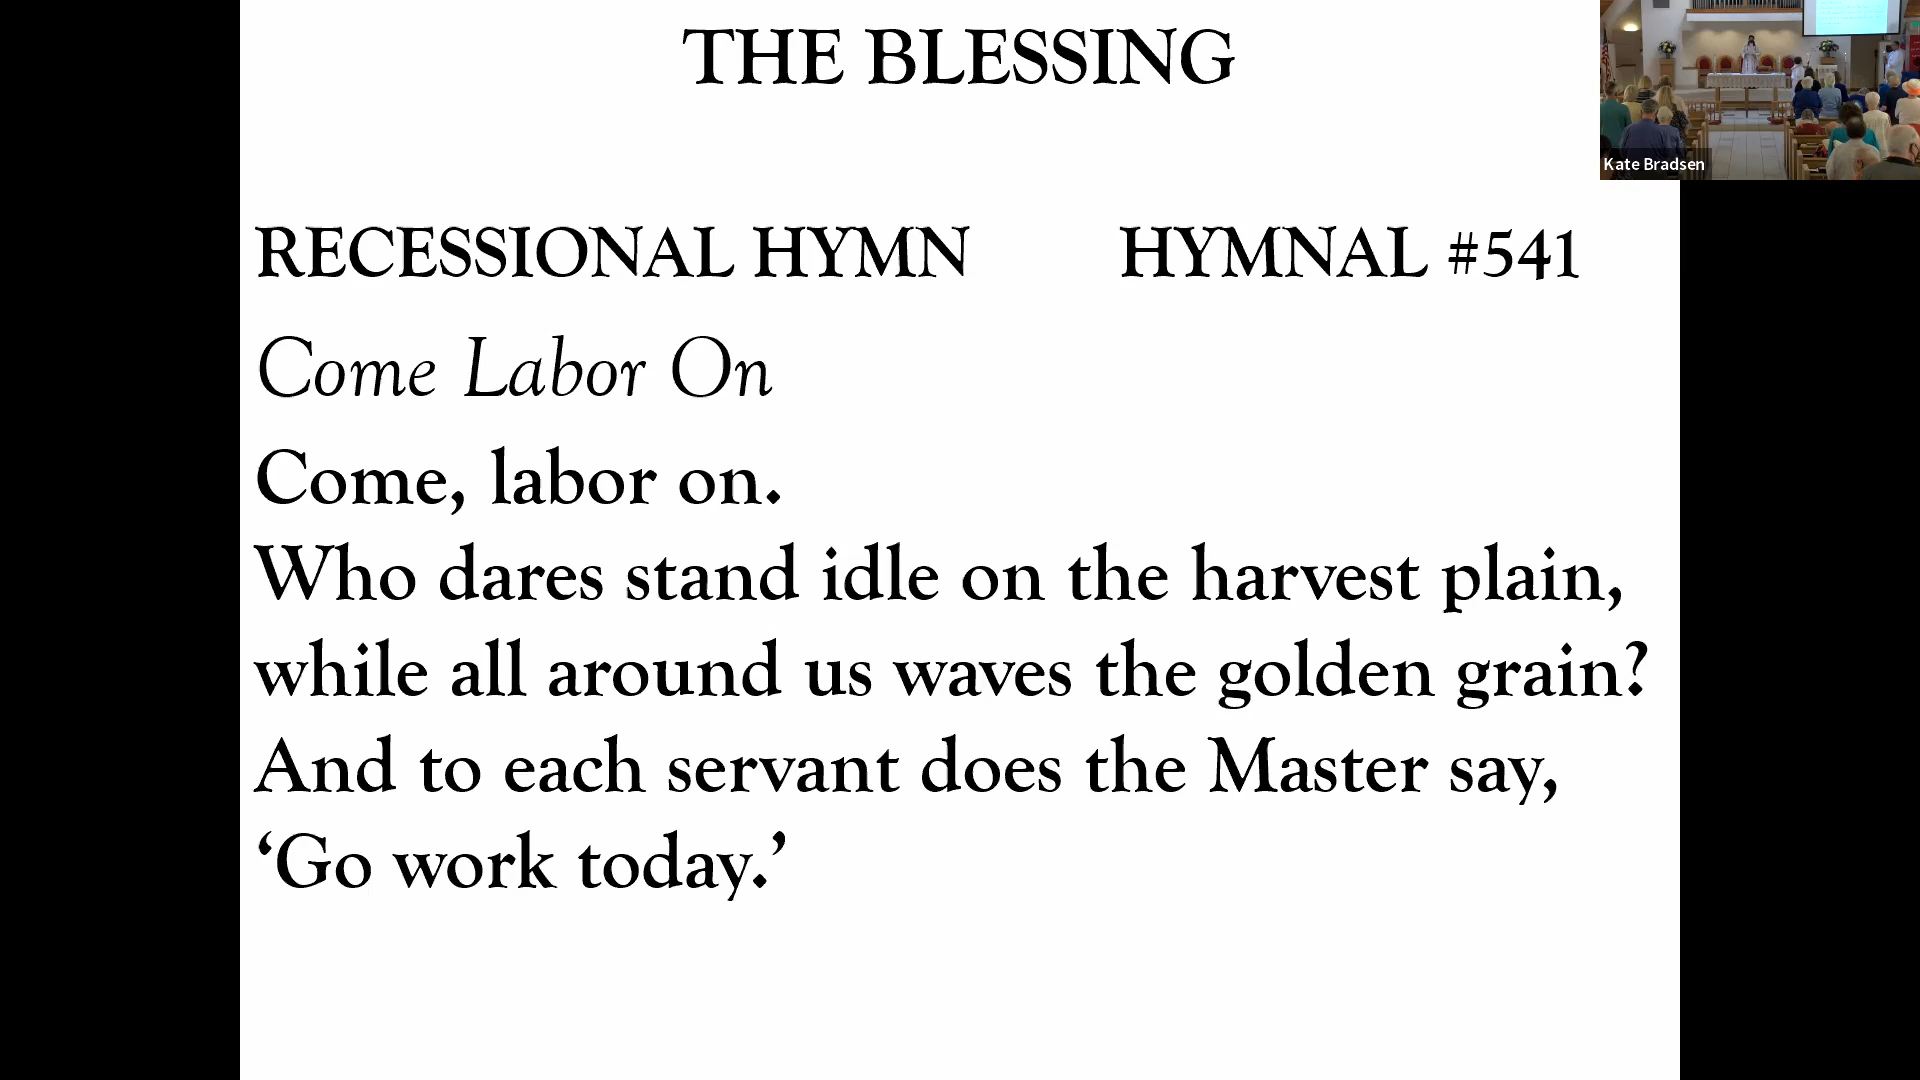 THE BLESSING
RECESSIONAL HYMN HYMNAL #541
Come Labor On
Come, labor on.
Who dares stand idle on the harvest plain,
while all around us waves the golden grain?
And to each servant does the Master say,
‘Go work today.’
Kate Bradsen